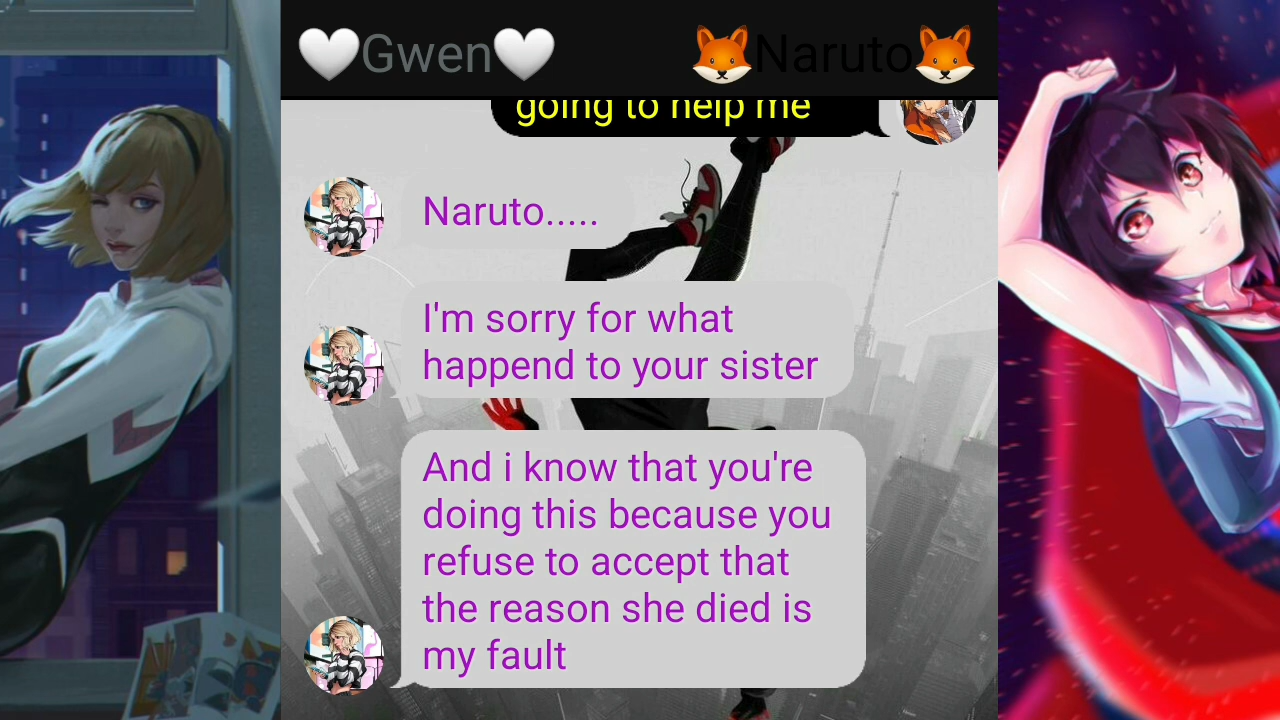 🤍Gwen🤍
🦊Naruto🦊
going to help me
Naruto.....
I'm sorry for what
happend to your sister
And i know that you're
doing this because you
refuse to accept that
the reason she died is
my fault